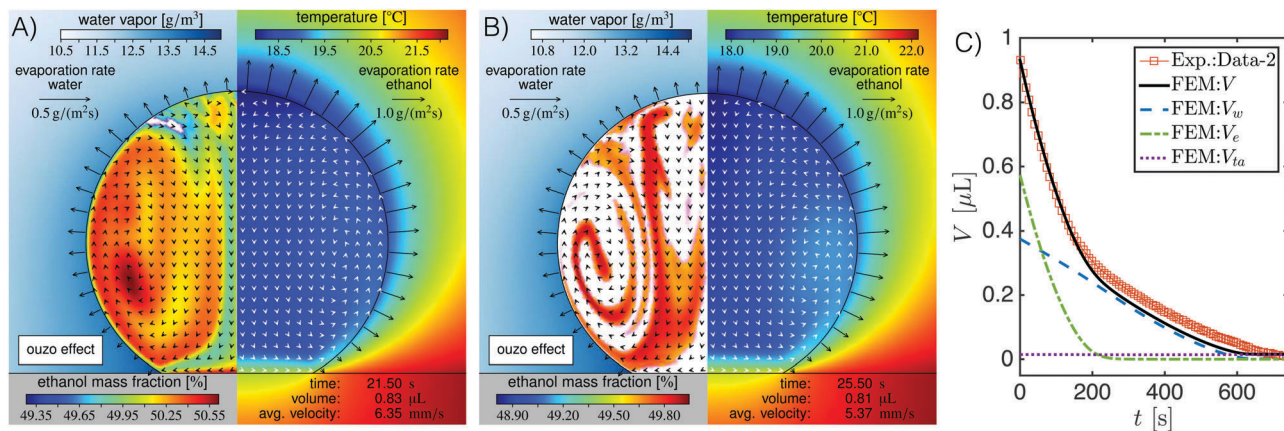 A)
water vapor [g/m³]
10.5 11.5 12.5 13.5 14.5
temperature [°C]
18.5 19.5 20.5 21.5
evaporation rate
water
0.5 g/(m²s)
evaporation rate
ethanol
1.0 g/(m²s)
ouzo effect
ethanol mass fraction [%]
49.35 49.65 49.95 50.25 50.55
time: 21.50 s
volume: 0.83 µL
avg. velocity: 6.35 mm/s
B)
water vapor [g/m³]
10.8 12.0 13.2 14.4
temperature [°C]
18.0 19.0 20.0 21.0 22.0
evaporation rate
water
0.5 g/(m²s)
evaporation rate
ethanol
1.0 g/(m²s)
ouzo effect
ethanol mass fraction [%]
48.90 49.20 49.50 49.80
time: 25.50 s
volume: 0.81 µL
avg. velocity: 5.37 mm/s
C)
Exp.:Data-2
FEM:V
FEM:V_w
FEM:V_e
FEM:V_ta
1
0.8
0.6
0.4
0.2
0
V [µL]
0 200 400 600
t [s]